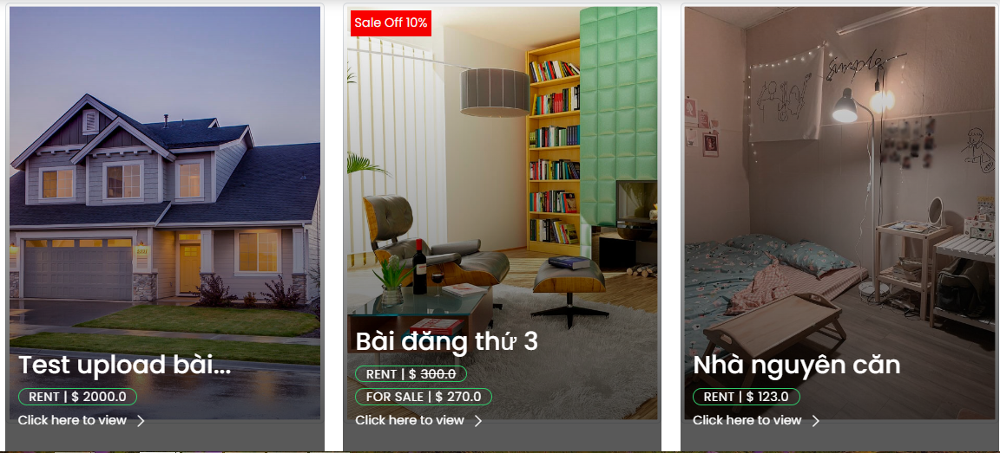 Test upload bài...
RENT | $ 2000.0
Click here to view
Sale Off 10%
Bài đăng thứ 3
RENT | $ 300.0
FOR SALE | $ 270.0
Click here to view
simple
Nhà nguyên căn
RENT | $ 123.0
Click here to view